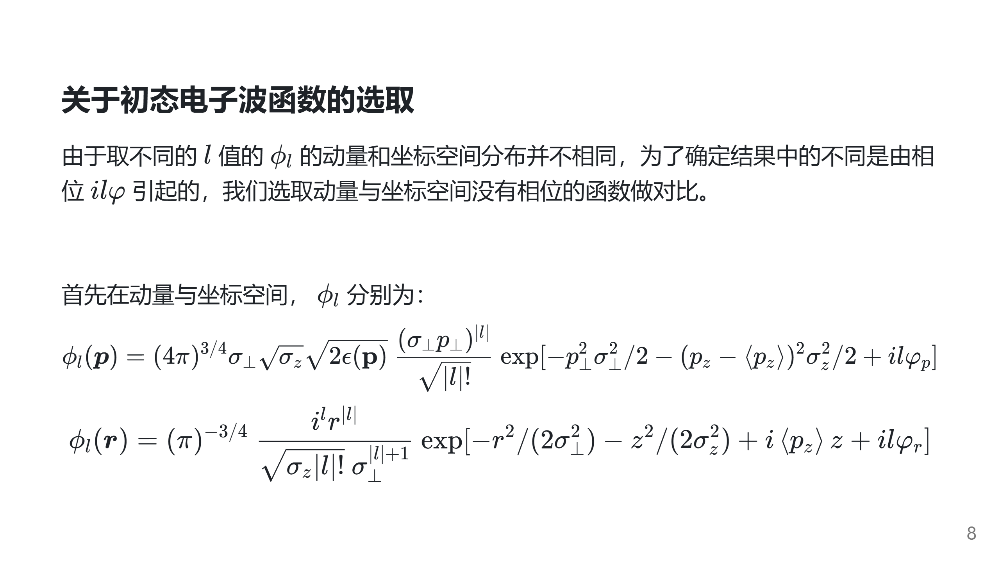 关于初态电子波函数的选取
由于取不同的 $l$ 值的 $\phi_l$ 的动量和坐标空间分布并不相同，为了确定结果中的不同是由相
位 $il\varphi$ 引起的，我们选取动量与坐标空间没有相位的函数做对比。
首先在动量与坐标空间， $\phi_l$ 分别为：
$\phi_l(\boldsymbol{p}) = (4\pi)^{3/4}\sigma_\perp\sqrt{\sigma_z}\sqrt{2\epsilon(\mathbf{p})}\frac{(\sigma_\perp p_\perp)^{|l|}}{\sqrt{|l|!}}\exp[-p_\perp^2\sigma_\perp^2/2 - (p_z - \langle p_z\rangle)^2\sigma_z^2/2 + il\varphi_p]$
$\phi_l(\boldsymbol{r}) = (\pi)^{-3/4}\frac{i^l r^{|l|}}{\sqrt{\sigma_z|l|!}\,\sigma_\perp^{|l|+1}}\exp[-r^2/(2\sigma_\perp^2) - z^2/(2\sigma_z^2) + i\langle p_z\rangle z + il\varphi_r]$
8